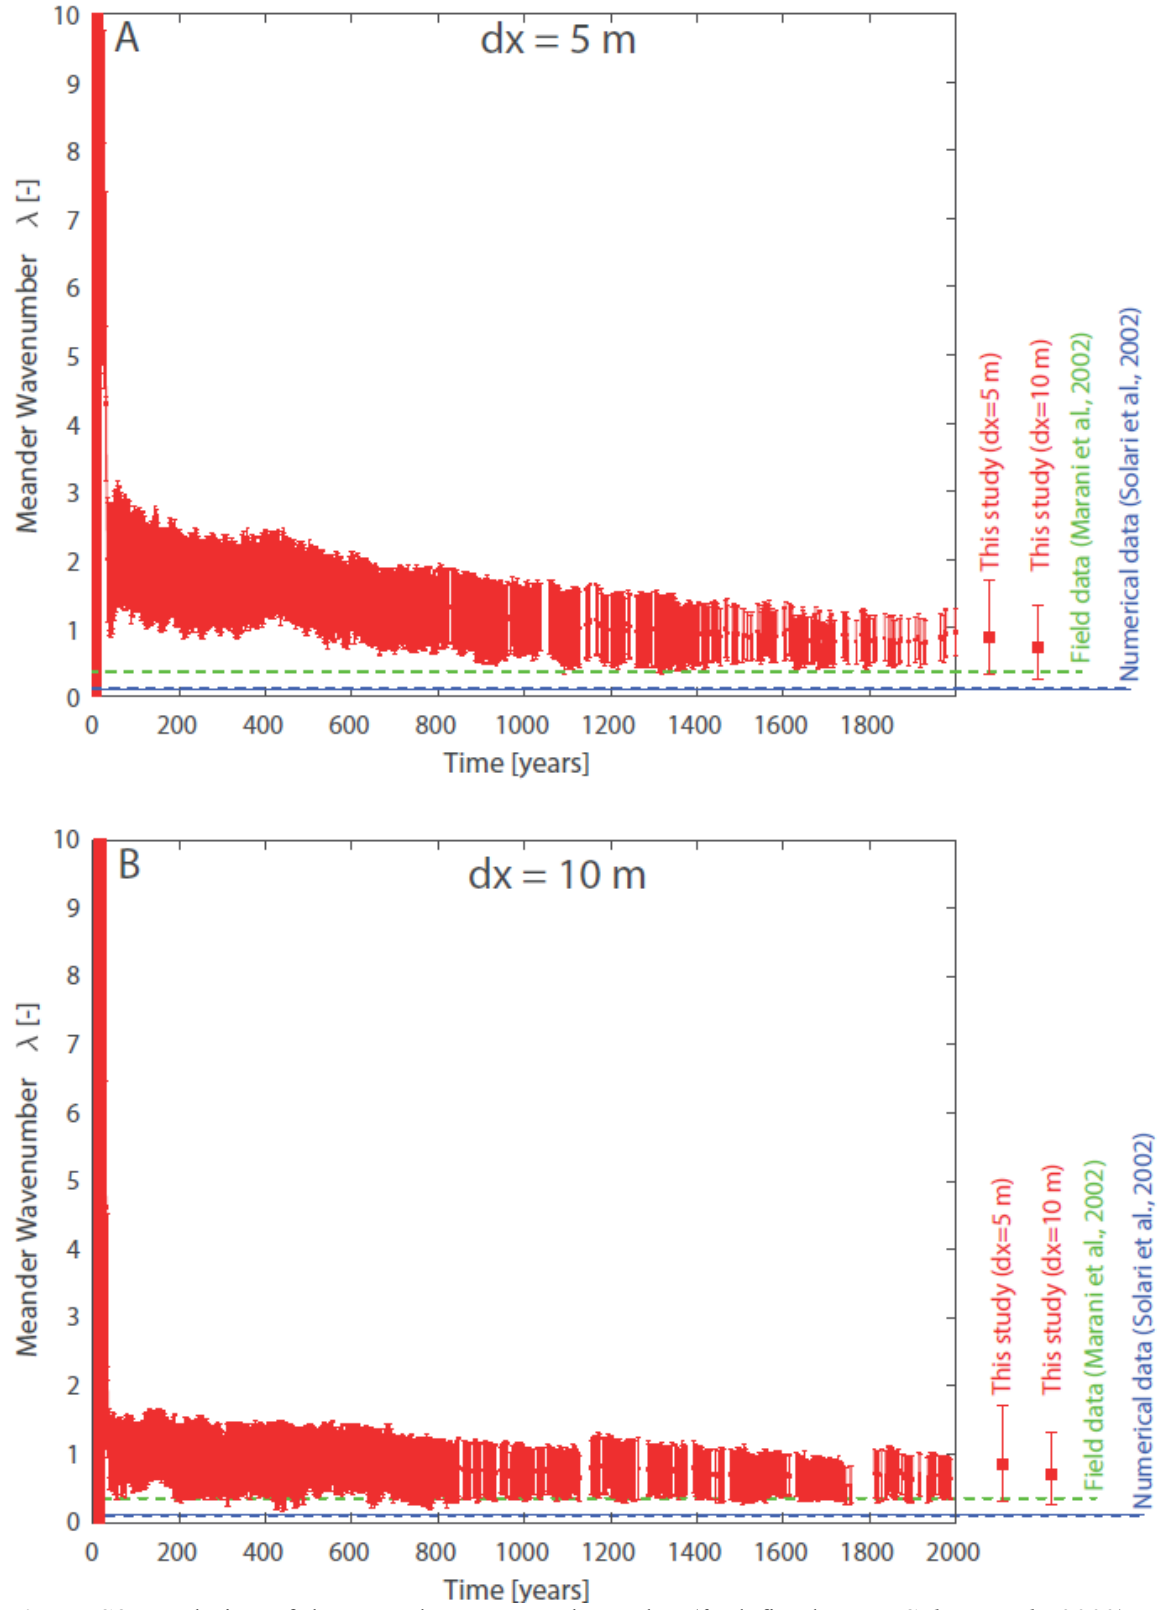 A
dx = 5 m
10
9
8
7
6
5
4
3
2
1
0
Meander Wavenumber λ [-]
0 200 400 600 800 1000 1200 1400 1600 1800
Time [years]
This study (dx=5 m)
This study (dx=10 m)
Field data (Marani et al., 2002)
Numerical data (Solari et al., 2002)
B
dx = 10 m
10
9
8
7
6
5
4
3
2
1
0
Meander Wavenumber λ [-]
0 200 400 600 800 1000 1200 1400 1600 1800 2000
Time [years]
This study (dx=5 m)
This study (dx=10 m)
Field data (Marani et al., 2002)
Numerical data (Solari et al., 2002)